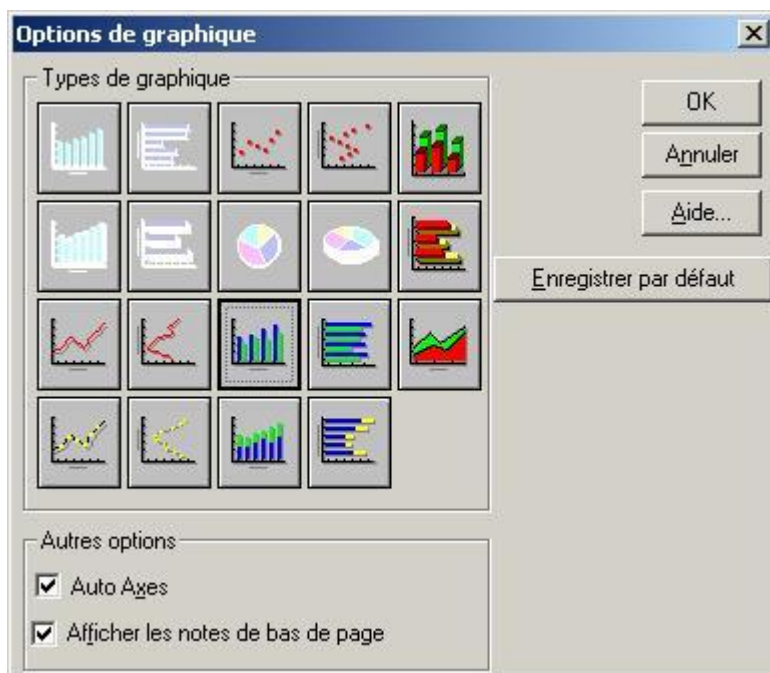 Options de graphique
Types de graphique
OK
Annuler
Aide...
Enregistrer par défaut
Autres options
Auto Axes
Afficher les notes de bas de page